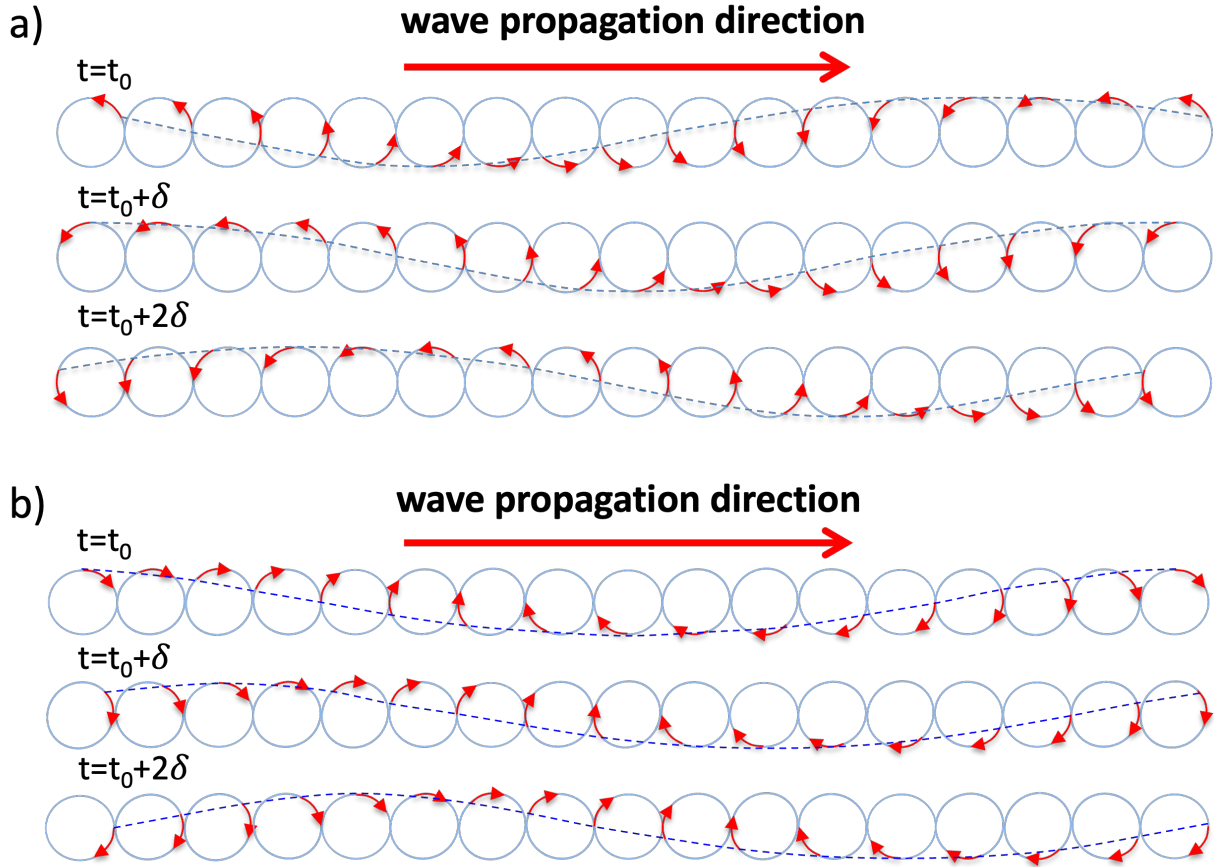 a)
wave propagation direction
t=t₀
t=t₀+δ
t=t₀+2δ
b)
wave propagation direction
t=t₀
t=t₀+δ
t=t₀+2δ